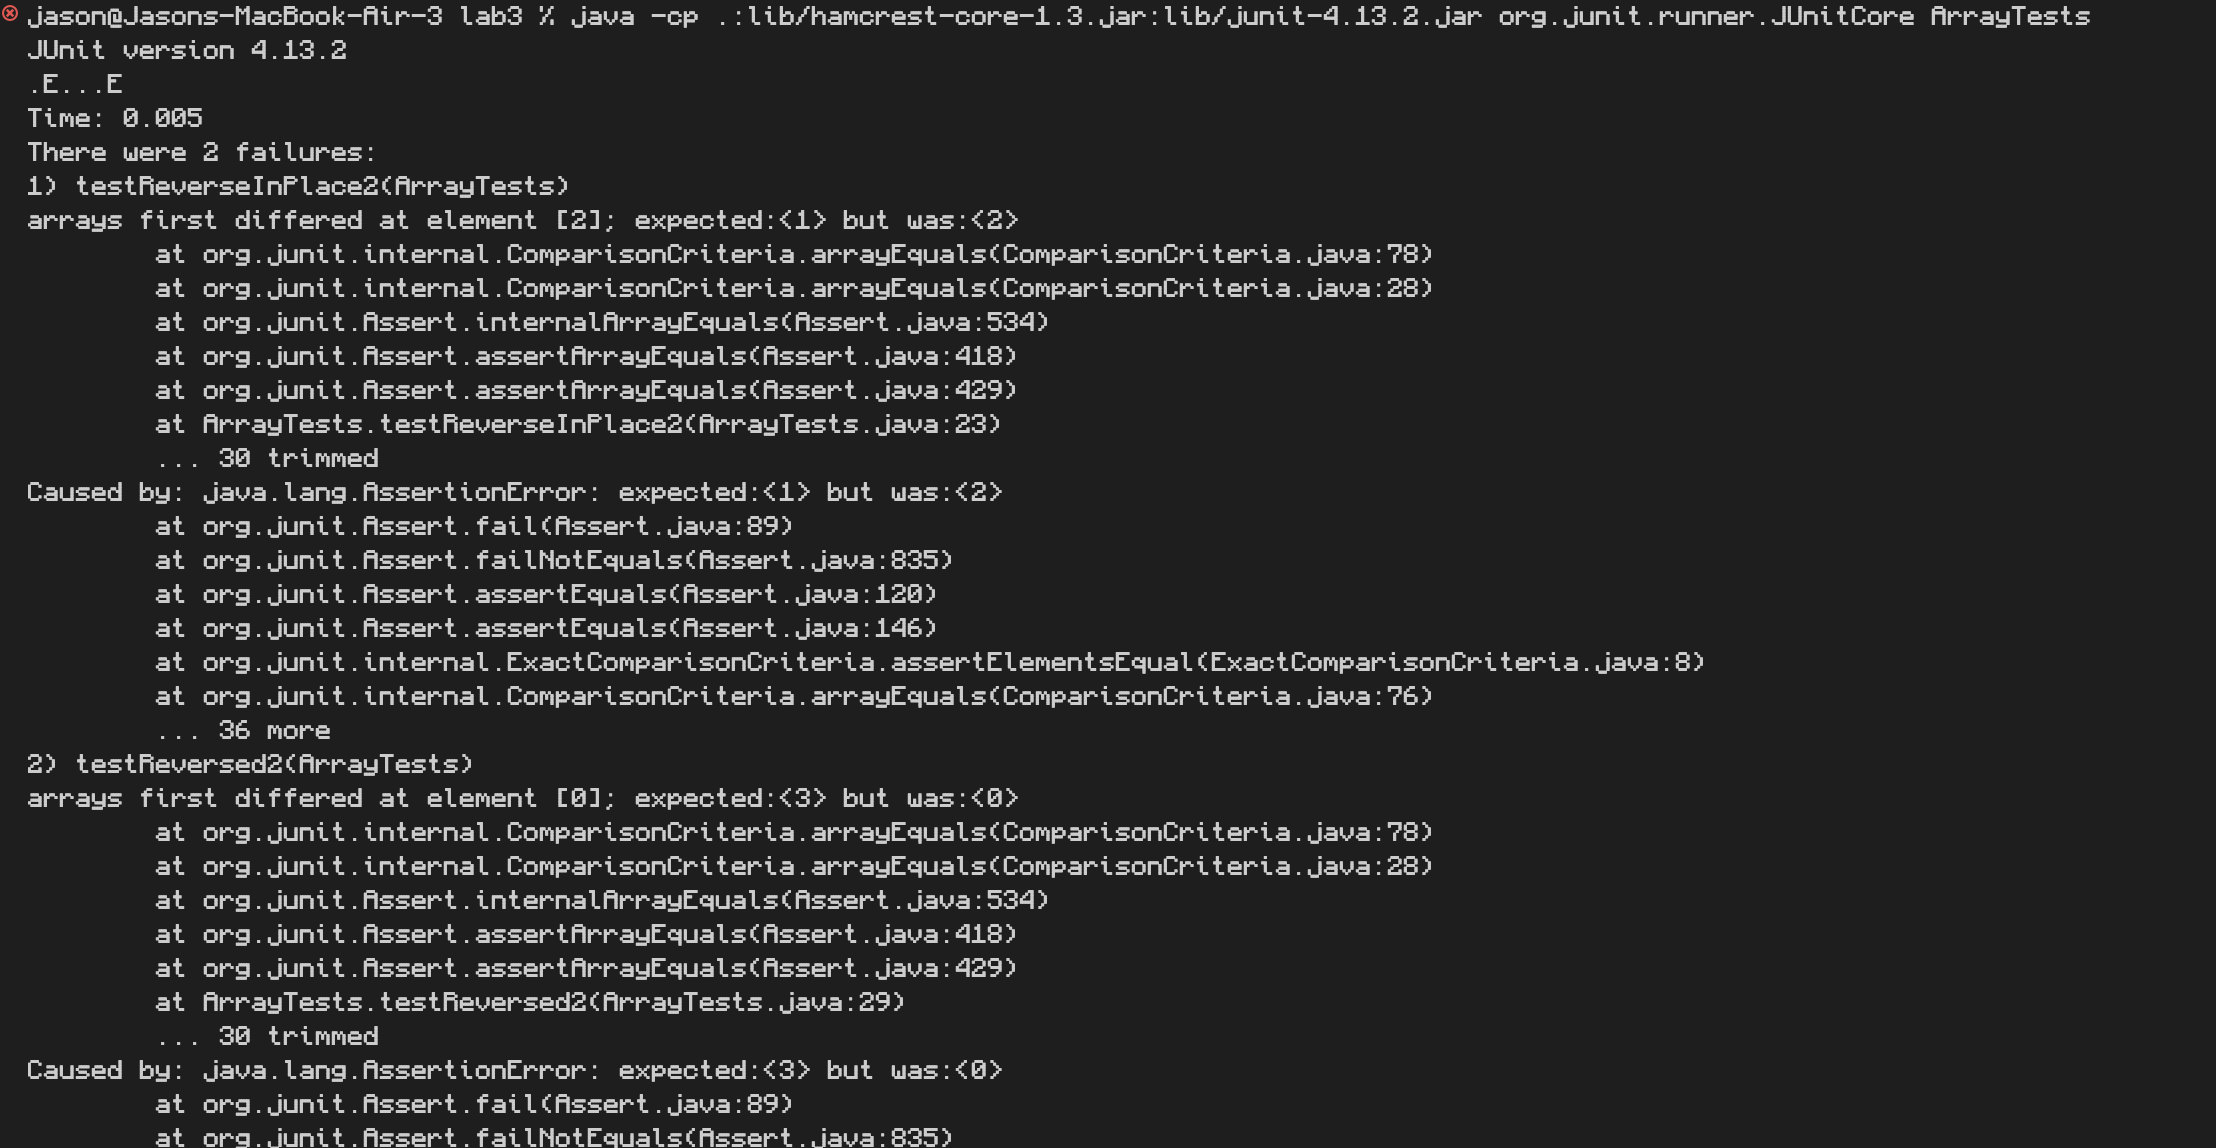 jason@Jasons-MacBook-Air-3 lab3 % java -cp .:lib/hamcrest-core-1.3.jar:lib/junit-4.13.2.jar org.junit.runner.JUnitCore ArrayTests
JUnit version 4.13.2
.E...E
Time: 0.005
There were 2 failures:
1) testReverseInPlace2(ArrayTests)
arrays first differed at element [2]; expected:<1> but was:<2>
        at org.junit.internal.ComparisonCriteria.arrayEquals(ComparisonCriteria.java:78)
        at org.junit.internal.ComparisonCriteria.arrayEquals(ComparisonCriteria.java:28)
        at org.junit.Assert.internalArrayEquals(Assert.java:534)
        at org.junit.Assert.assertArrayEquals(Assert.java:418)
        at org.junit.Assert.assertArrayEquals(Assert.java:429)
        at ArrayTests.testReverseInPlace2(ArrayTests.java:23)
        ... 30 trimmed
Caused by: java.lang.AssertionError: expected:<1> but was:<2>
        at org.junit.Assert.fail(Assert.java:89)
        at org.junit.Assert.failNotEquals(Assert.java:835)
        at org.junit.Assert.assertEquals(Assert.java:120)
        at org.junit.Assert.assertEquals(Assert.java:146)
        at org.junit.internal.ExactComparisonCriteria.assertElementsEqual(ExactComparisonCriteria.java:8)
        at org.junit.internal.ComparisonCriteria.arrayEquals(ComparisonCriteria.java:76)
        ... 36 more
2) testReversed2(ArrayTests)
arrays first differed at element [0]; expected:<3> but was:<0>
        at org.junit.internal.ComparisonCriteria.arrayEquals(ComparisonCriteria.java:78)
        at org.junit.internal.ComparisonCriteria.arrayEquals(ComparisonCriteria.java:28)
        at org.junit.Assert.internalArrayEquals(Assert.java:534)
        at org.junit.Assert.assertArrayEquals(Assert.java:418)
        at org.junit.Assert.assertArrayEquals(Assert.java:429)
        at ArrayTests.testReversed2(ArrayTests.java:29)
        ... 30 trimmed
Caused by: java.lang.AssertionError: expected:<3> but was:<0>
        at org.junit.Assert.fail(Assert.java:89)
        at org.junit.Assert.failNotEquals(Assert.java:835)